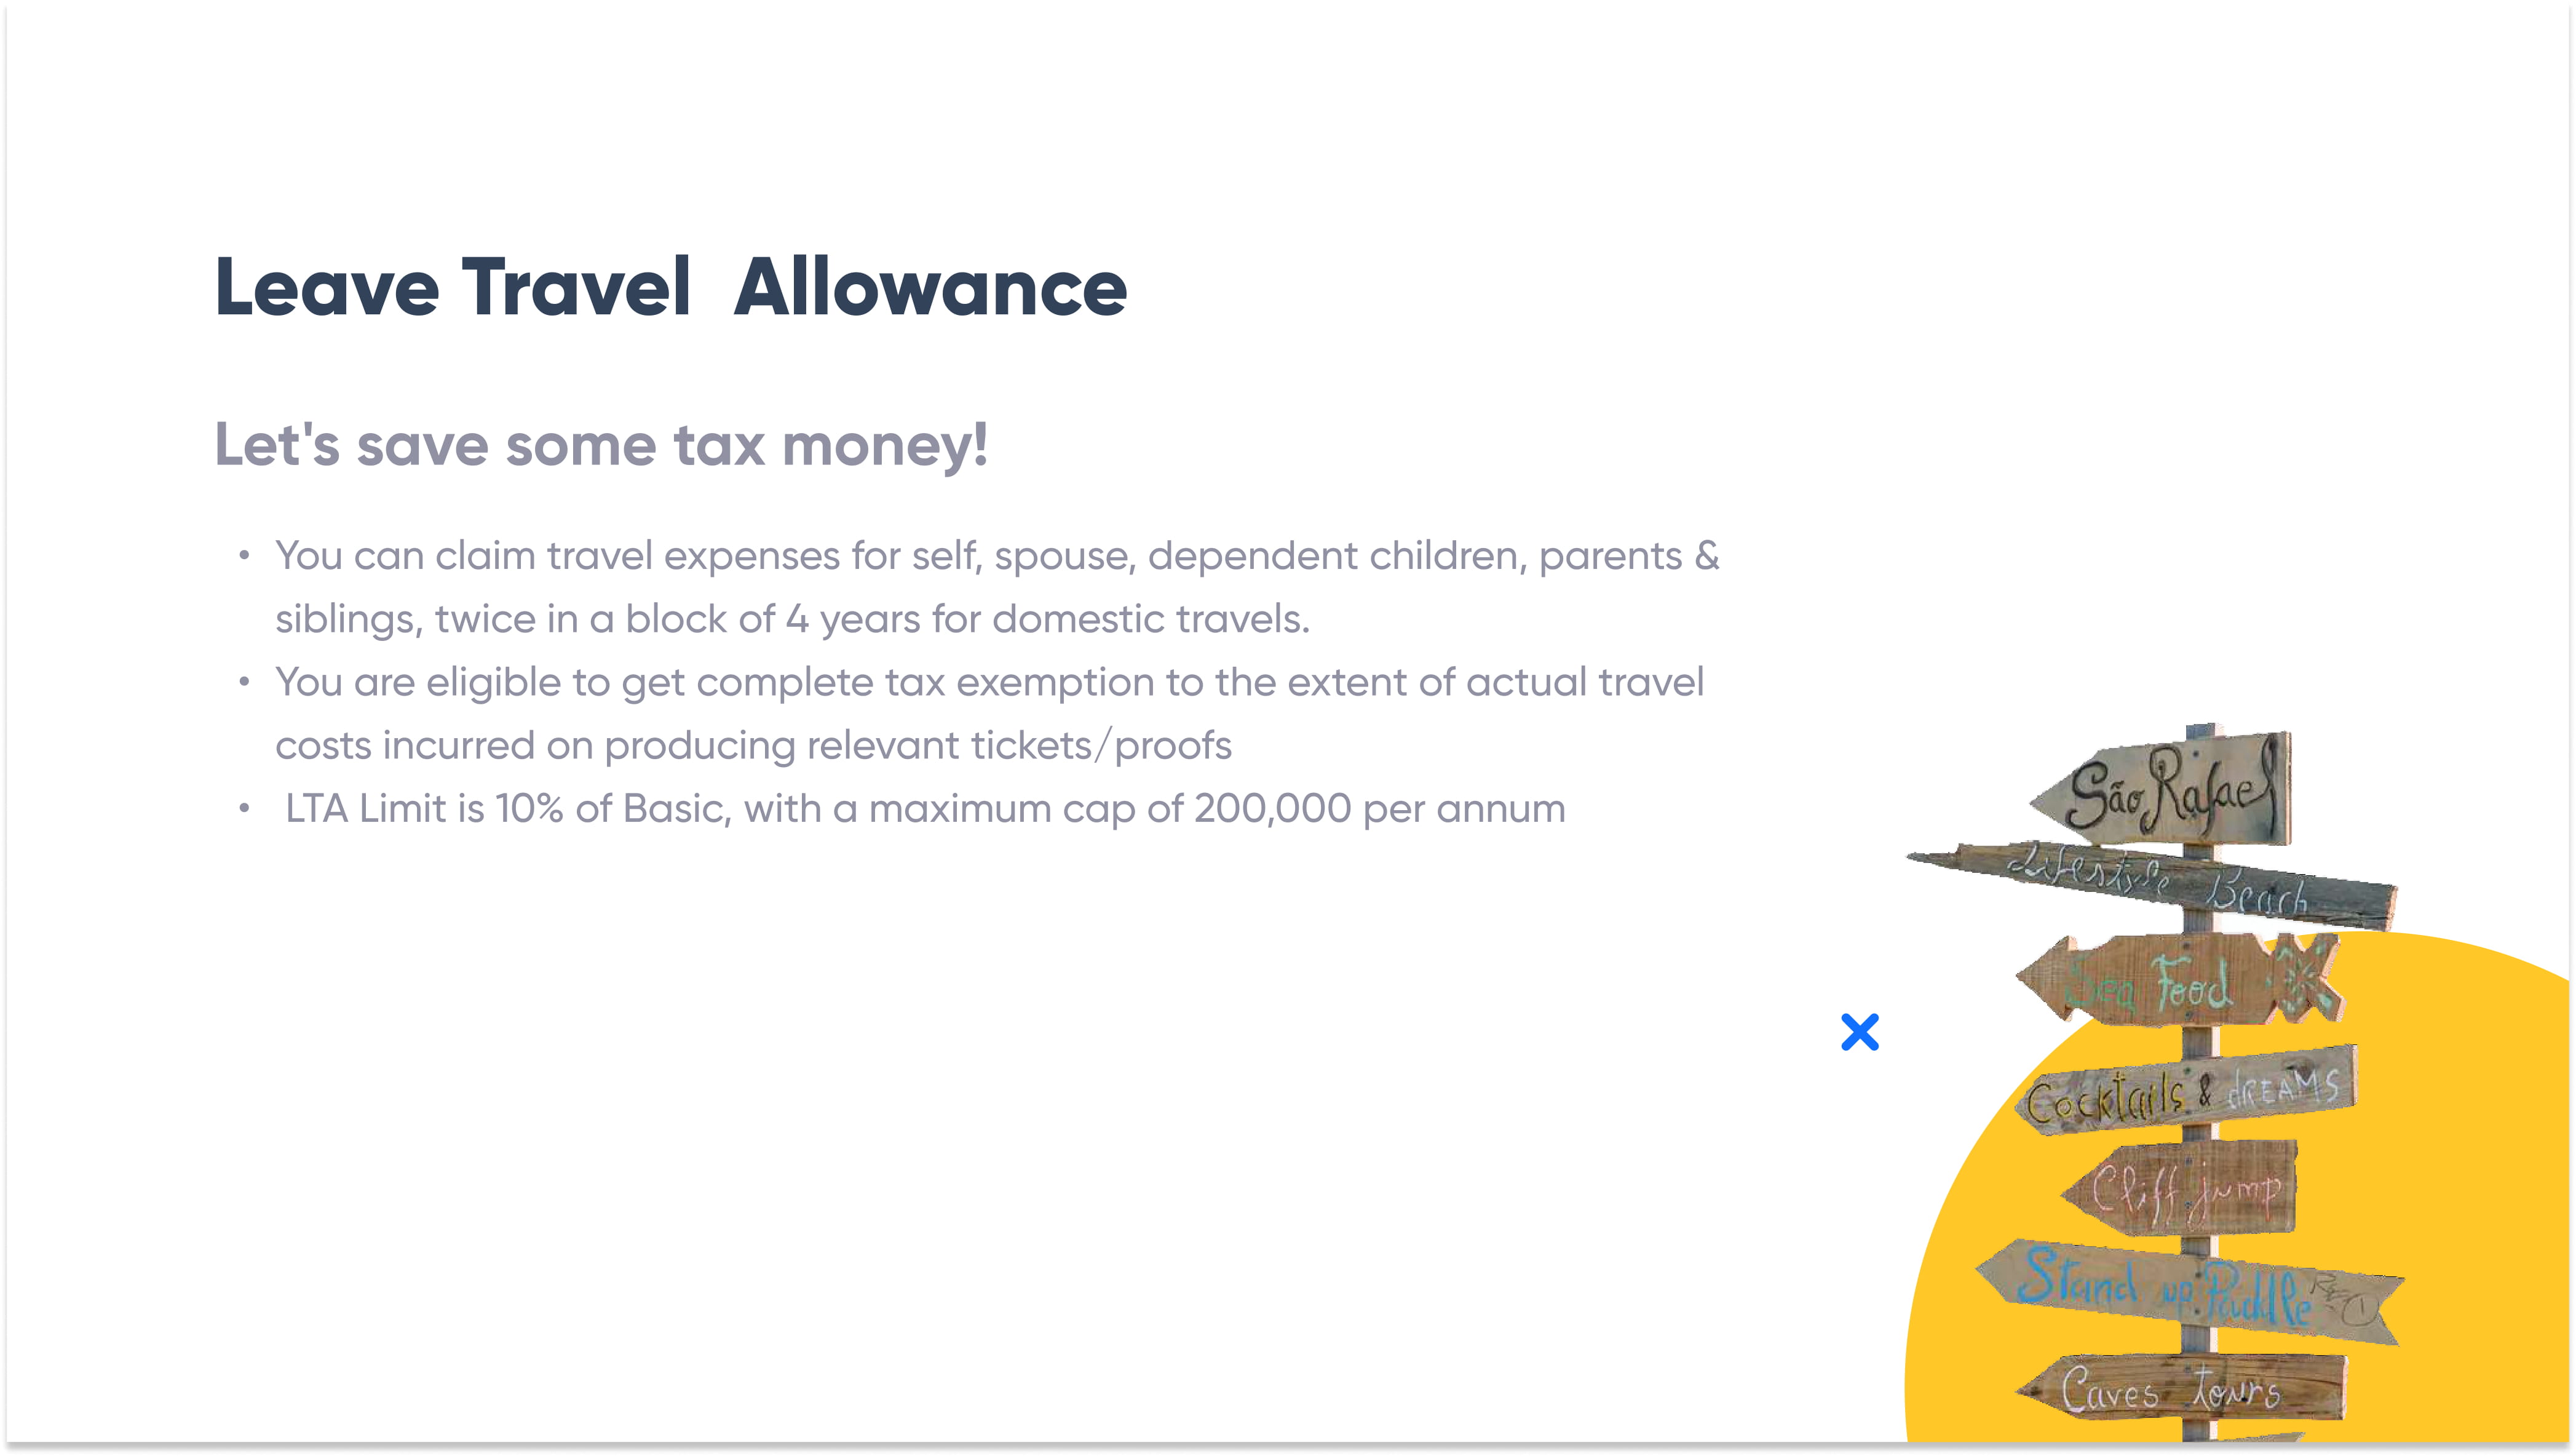 Leave Travel  Allowance
Let's save some tax money!
• You can claim travel expenses for self, spouse, dependent children, parents &
siblings, twice in a block of 4 years for domestic travels.
• You are eligible to get complete tax exemption to the extent of actual travel
costs incurred on producing relevant tickets/proofs
• LTA Limit is 10% of Basic, with a maximum cap of 200,000 per annum
São Rafael
Lifestyle Beach
Sea Food
Cocktails & dREAMS
Cliff jump
Stand up Paddle
Caves tours